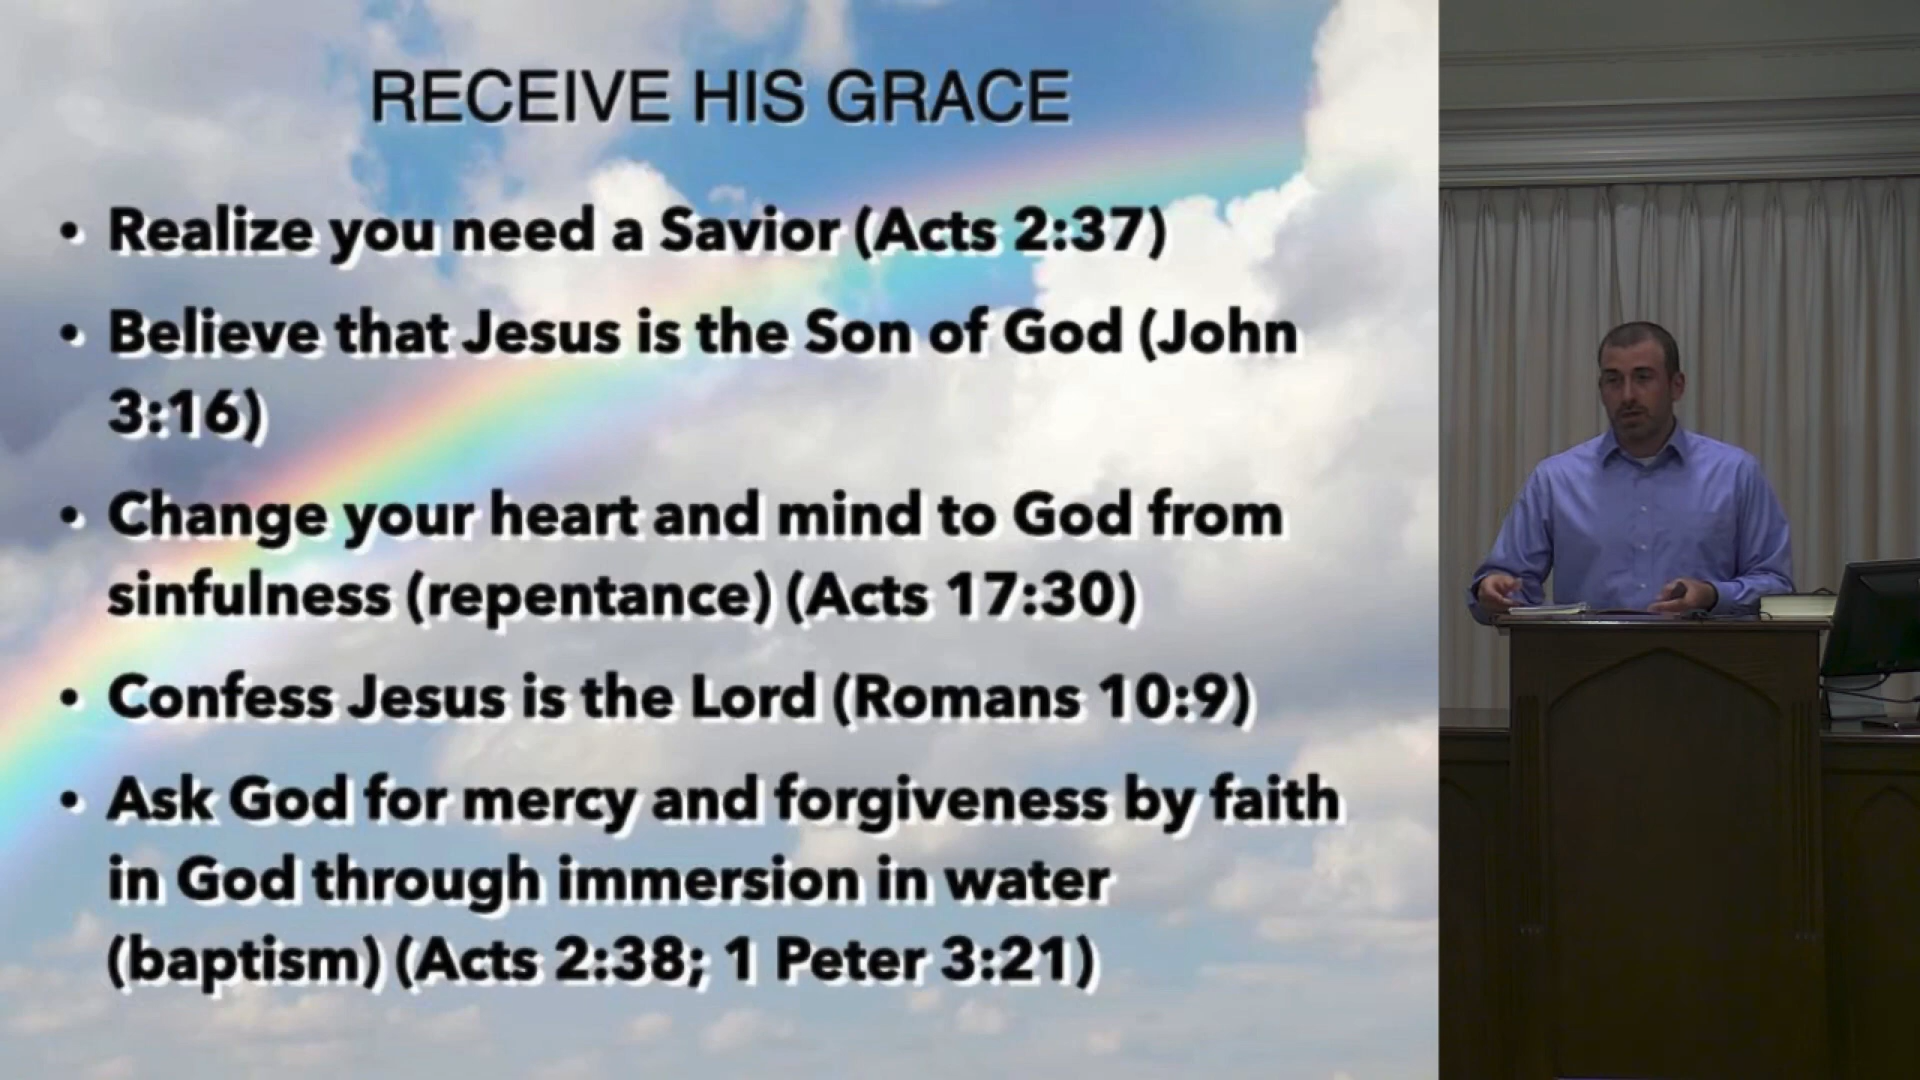 RECEIVE HIS GRACE
• Realize you need a Savior (Acts 2:37)
• Believe that Jesus is the Son of God (John
3:16)
• Change your heart and mind to God from
sinfulness (repentance) (Acts 17:30)
• Confess Jesus is the Lord (Romans 10:9)
• Ask God for mercy and forgiveness by faith
in God through immersion in water
(baptism) (Acts 2:38; 1 Peter 3:21)